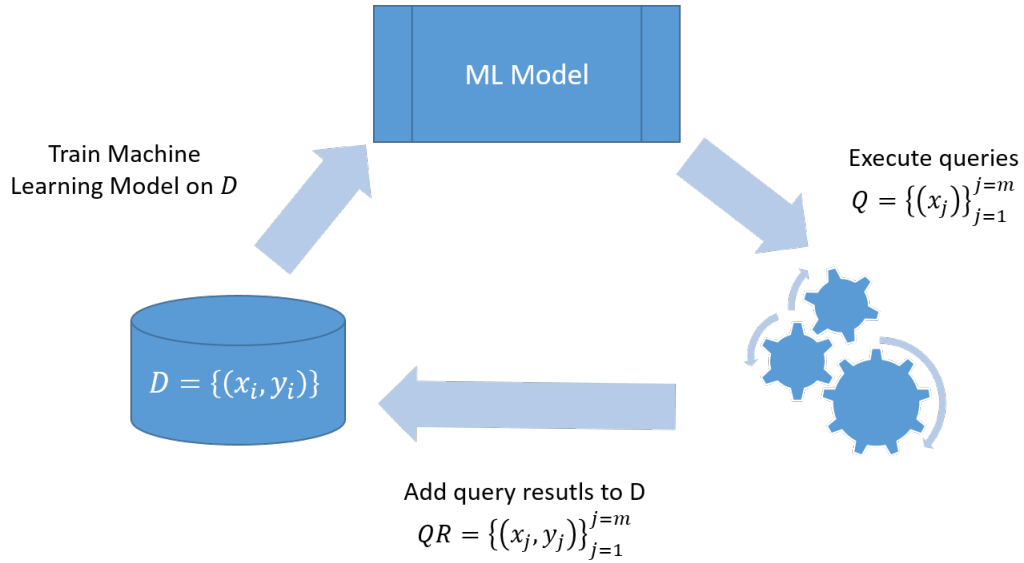 ML Model
Train Machine
Learning Model on D
Execute queries
Q = {(x_j)}_{j=1}^{j=m}
D = {(x_i, y_i)}
Add query resutls to D
QR = {(x_j, y_j)}_{j=1}^{j=m}